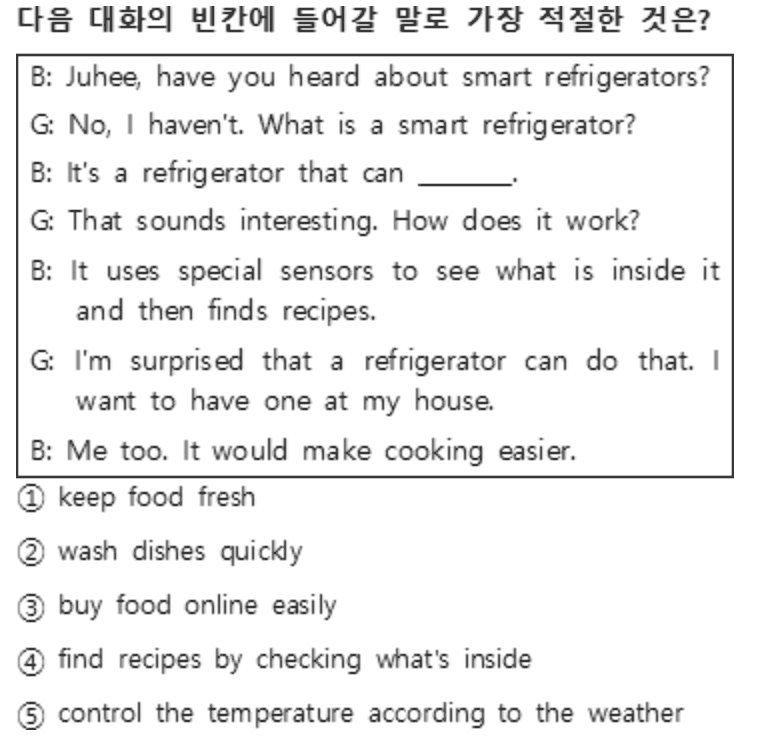 다음 대화의 빈칸에 들어갈 말로 가장 적절한 것은?
B: Juhee, have you heard about smart refrigerators?
G: No, I haven't. What is a smart refrigerator?
B: It's a refrigerator that can _______.
G: That sounds interesting. How does it work?
B: It uses special sensors to see what is inside it
and then finds recipes.
G: I'm surprised that a refrigerator can do that. I
want to have one at my house.
B: Me too. It would make cooking easier.
① keep food fresh
② wash dishes quickly
③ buy food online easily
④ find recipes by checking what's inside
⑤ control the temperature according to the weather